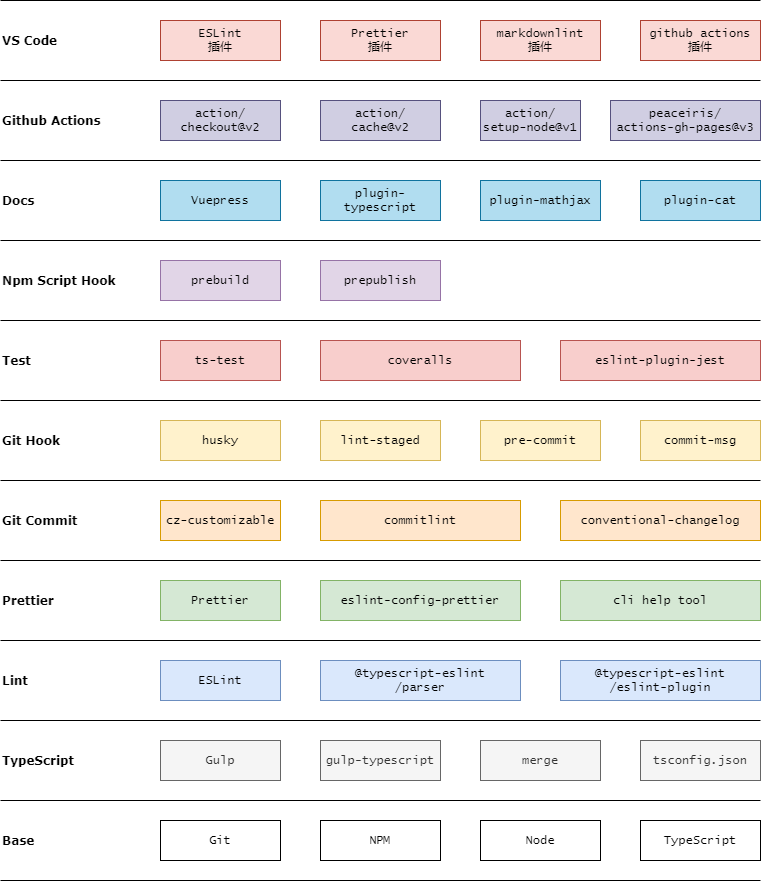 VS Code
ESLint
插件
Prettier
插件
markdownlint
插件
github actions
插件
Github Actions
action/
checkout@v2
action/
cache@v2
action/
setup-node@v1
peaceiris/
actions-gh-pages@v3
Docs
Vuepress
plugin-
typescript
plugin-mathjax
plugin-cat
Npm Script Hook
prebuild
prepublish
Test
ts-test
coveralls
eslint-plugin-jest
Git Hook
husky
lint-staged
pre-commit
commit-msg
Git Commit
cz-customizable
commitlint
conventional-changelog
Prettier
Prettier
eslint-config-prettier
cli help tool
Lint
ESLint
@typescript-eslint
/parser
@typescript-eslint
/eslint-plugin
TypeScript
Gulp
gulp-typescript
merge
tsconfig.json
Base
Git
NPM
Node
TypeScript